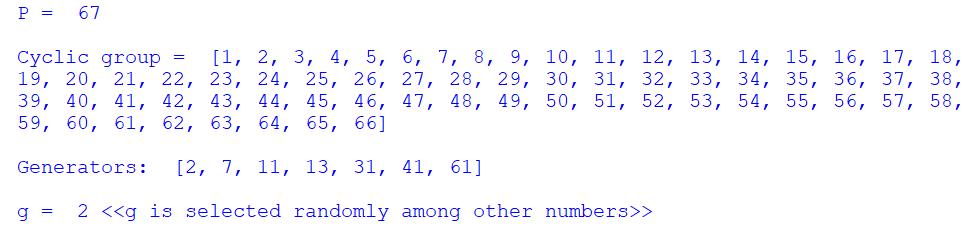 P =  67
Cyclic group =  [1, 2, 3, 4, 5, 6, 7, 8, 9, 10, 11, 12, 13, 14, 15, 16, 17, 18,
19, 20, 21, 22, 23, 24, 25, 26, 27, 28, 29, 30, 31, 32, 33, 34, 35, 36, 37, 38,
39, 40, 41, 42, 43, 44, 45, 46, 47, 48, 49, 50, 51, 52, 53, 54, 55, 56, 57, 58,
59, 60, 61, 62, 63, 64, 65, 66]
Generators:  [2, 7, 11, 13, 31, 41, 61]
g =  2 <<g is selected randomly among other numbers>>